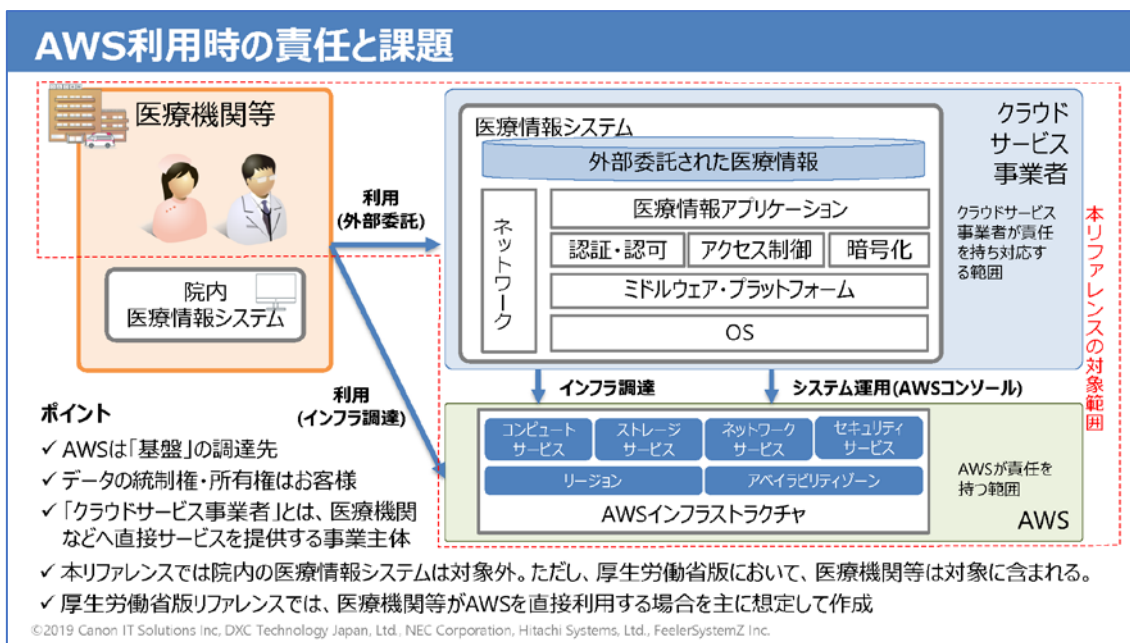 AWS利用時の責任と課題
医療機関等
院内
医療情報システム
利用
(外部委託)
利用
(インフラ調達)
医療情報システム
外部委託された医療情報
ネットワーク
医療情報アプリケーション
認証・認可
アクセス制御
暗号化
ミドルウェア・プラットフォーム
OS
クラウド
サービス
事業者
クラウドサービス
事業者が責任
を持ち対応す
る範囲
本リファレンスの対象範囲
インフラ調達
システム運用(AWSコンソール)
コンピュート
サービス
ストレージ
サービス
ネットワーク
サービス
セキュリティ
サービス
リージョン
アベイラビリティゾーン
AWSインフラストラクチャ
AWSが責任を
持つ範囲
AWS
ポイント
✓ AWSは「基盤」の調達先
✓ データの統制権・所有権はお客様
✓ 「クラウドサービス事業者」とは、医療機関
などへ直接サービスを提供する事業主体
✓ 本リファレンスでは院内の医療情報システムは対象外。ただし、厚生労働省版において、医療機関等は対象に含まれる。
✓ 厚生労働省版リファレンスでは、医療機関等がAWSを直接利用する場合を主に想定して作成
©2019 Canon IT Solutions Inc, DXC Technology Japan, Ltd., NEC Corporation, Hitachi Systems, Ltd., FeelerSystemZ Inc.